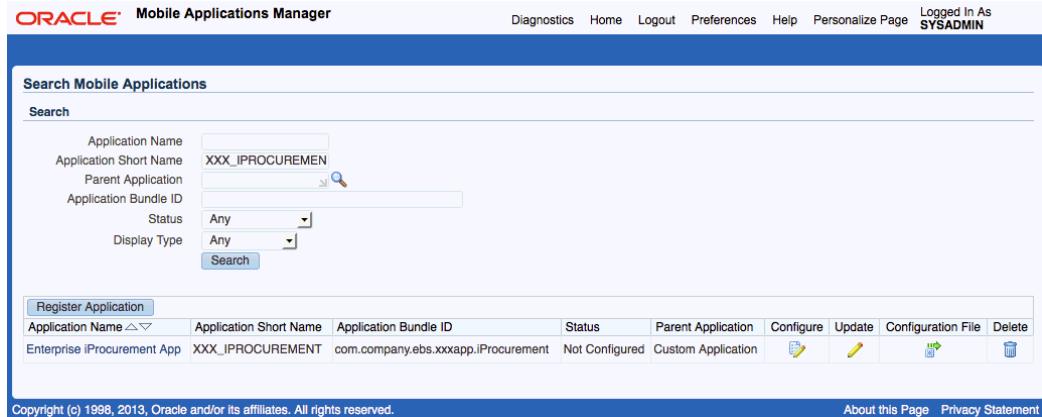 ORACLE Mobile Applications Manager
Diagnostics Home Logout Preferences Help Personalize Page Logged In As
SYSADMIN
Search Mobile Applications
Search
Application Name
Application Short Name XXX_IPROCUREMEN
Parent Application
Application Bundle ID
Status Any
Display Type Any
Search
Register Application
Application Name Application Short Name Application Bundle ID Status Parent Application Configure Update Configuration File Delete
Enterprise iProcurement App XXX_IPROCUREMENT com.company.ebs.xxxapp.iProcurement Not Configured Custom Application
Copyright (c) 1998, 2013, Oracle and/or its affiliates. All rights reserved. About this Page Privacy Statement